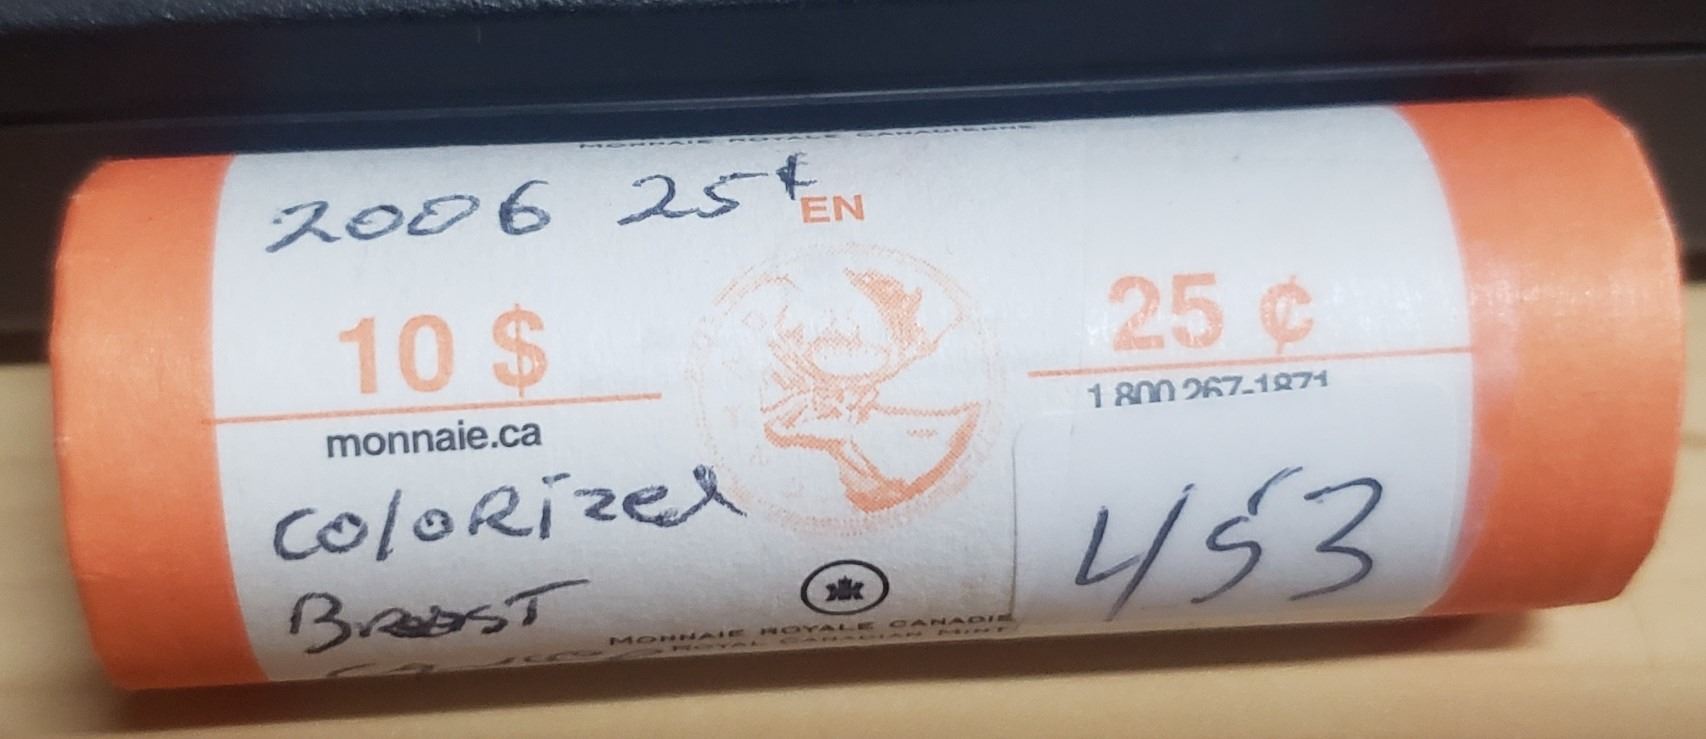 MONNAIE ROYALE CANADIENNE
2006 25¢
EN
10 $
25 ¢
monnaie.ca
1 800 267-1871
Colorized
Breast
453
MONNAIE ROYALE CANADIE
ROYAL CANADIAN MINT